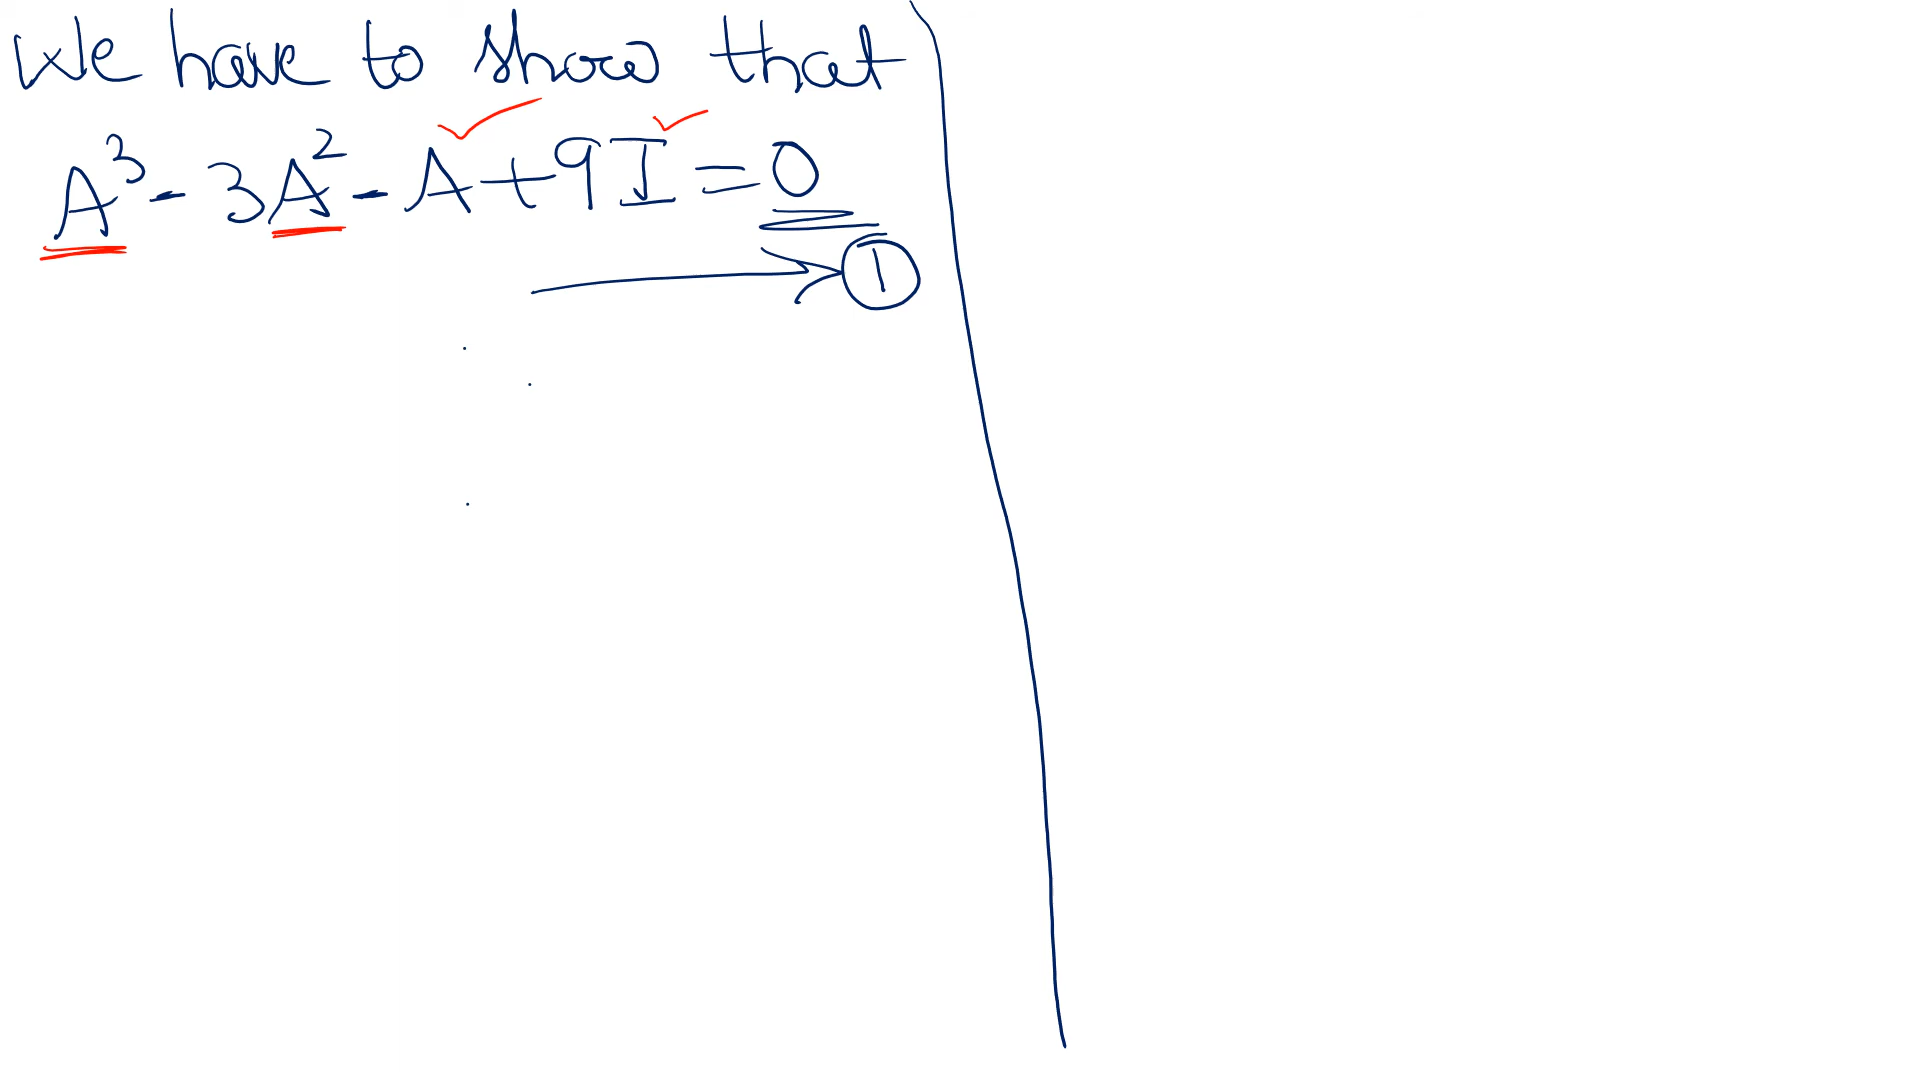 We have to show that
A³ - 3A² - A + 9I = 0
1